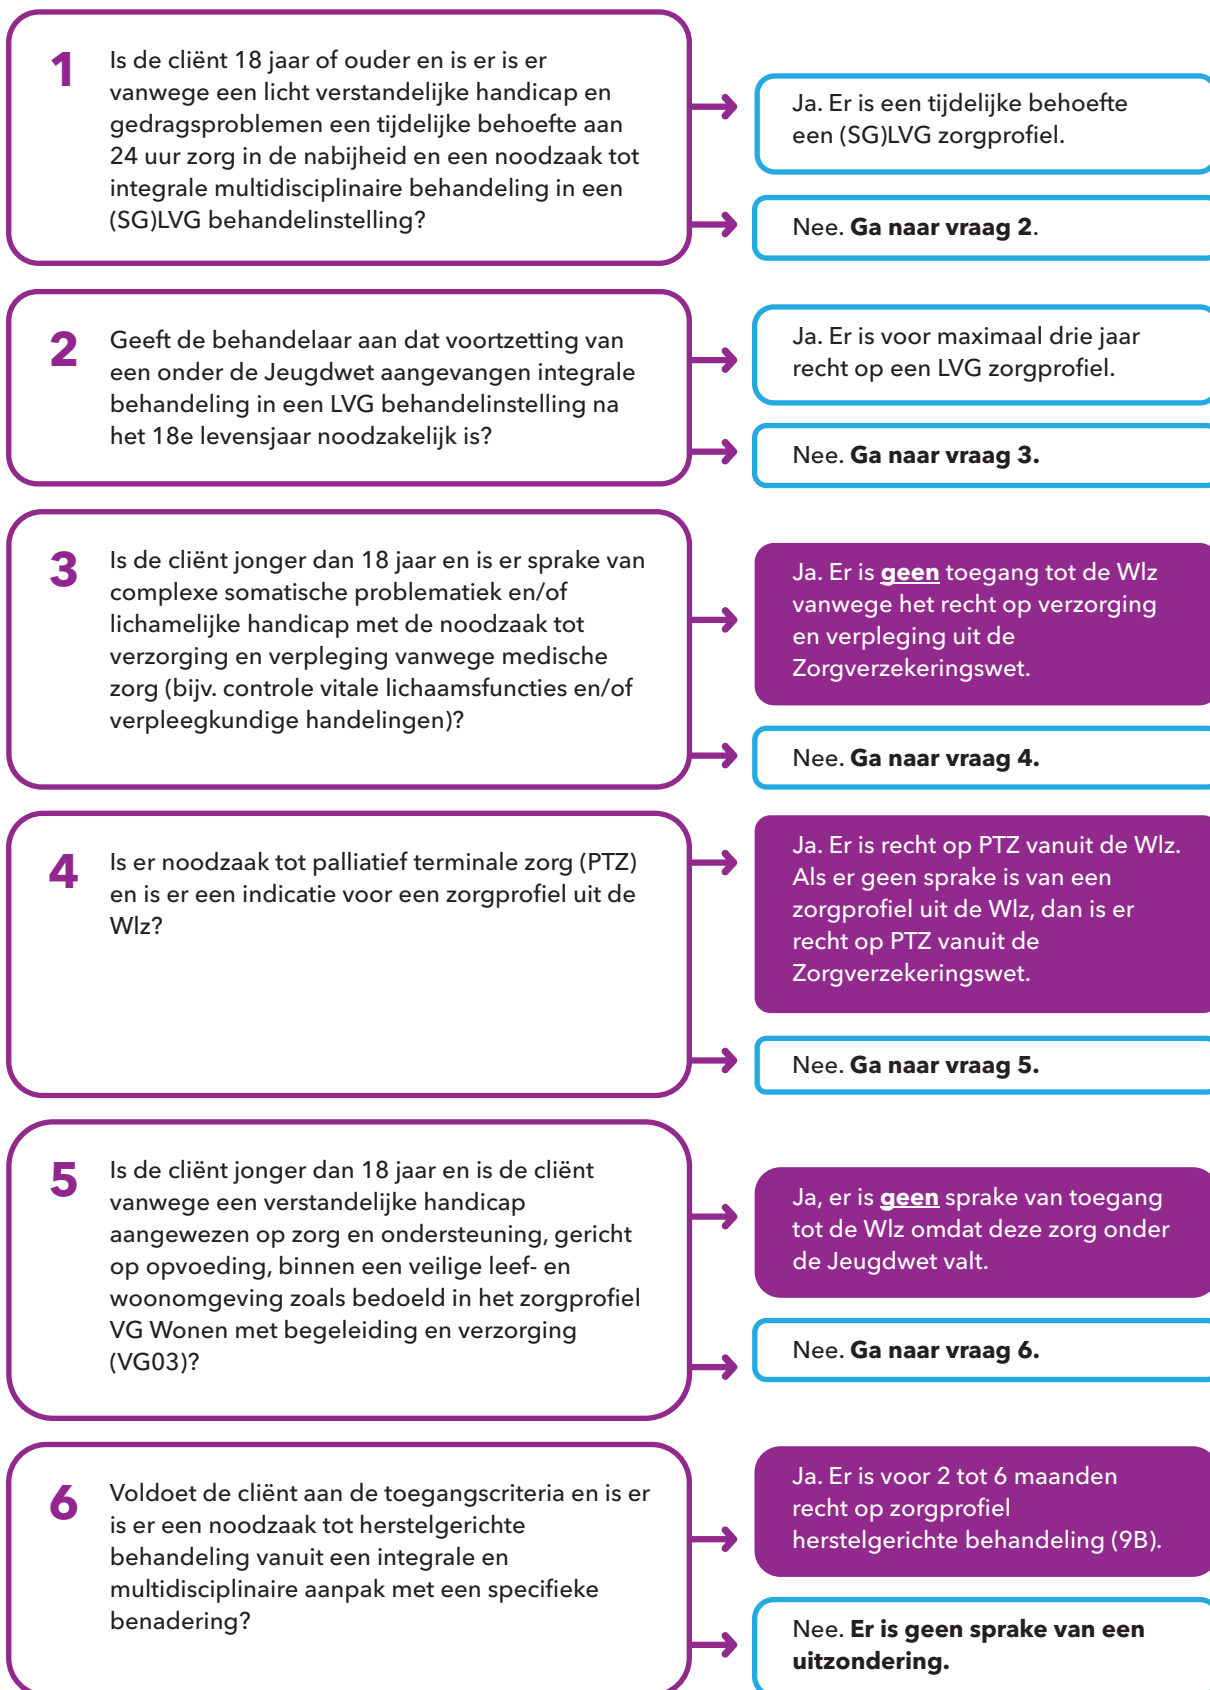 1
Is de cliënt 18 jaar of ouder en is er is er
vanwege een licht verstandelijke handicap en
gedragsproblemen een tijdelijke behoefte aan
24 uur zorg in de nabijheid en een noodzaak tot
integrale multidisciplinaire behandeling in een
(SG)LVG behandelinstelling?
Ja. Er is een tijdelijke behoefte
een (SG)LVG zorgprofiel.
Nee. Ga naar vraag 2.
2
Geeft de behandelaar aan dat voortzetting van
een onder de Jeugdwet aangevangen integrale
behandeling in een LVG behandelinstelling na
het 18e levensjaar noodzakelijk is?
Ja. Er is voor maximaal drie jaar
recht op een LVG zorgprofiel.
Nee. Ga naar vraag 3.
3
Is de cliënt jonger dan 18 jaar en is er sprake van
complexe somatische problematiek en/of
lichamelijke handicap met de noodzaak tot
verzorging en verpleging vanwege medische
zorg (bijv. controle vitale lichaamsfuncties en/of
verpleegkundige handelingen)?
Ja. Er is geen toegang tot de Wlz
vanwege het recht op verzorging
en verpleging uit de
Zorgverzekeringswet.
Nee. Ga naar vraag 4.
4
Is er noodzaak tot palliatief terminale zorg (PTZ)
en is er een indicatie voor een zorgprofiel uit de
Wlz?
Ja. Er is recht op PTZ vanuit de Wlz.
Als er geen sprake is van een
zorgprofiel uit de Wlz, dan is er
recht op PTZ vanuit de
Zorgverzekeringswet.
Nee. Ga naar vraag 5.
5
Is de cliënt jonger dan 18 jaar en is de cliënt
vanwege een verstandelijke handicap
aangewezen op zorg en ondersteuning, gericht
op opvoeding, binnen een veilige leef- en
woonomgeving zoals bedoeld in het zorgprofiel
VG Wonen met begeleiding en verzorging
(VG03)?
Ja, er is geen sprake van toegang
tot de Wlz omdat deze zorg onder
de Jeugdwet valt.
Nee. Ga naar vraag 6.
6
Voldoet de cliënt aan de toegangscriteria en is er
is er een noodzaak tot herstelgerichte
behandeling vanuit een integrale en
multidisciplinaire aanpak met een specifieke
benadering?
Ja. Er is voor 2 tot 6 maanden
recht op zorgprofiel
herstelgerichte behandeling (9B).
Nee. Er is geen sprake van een
uitzondering.